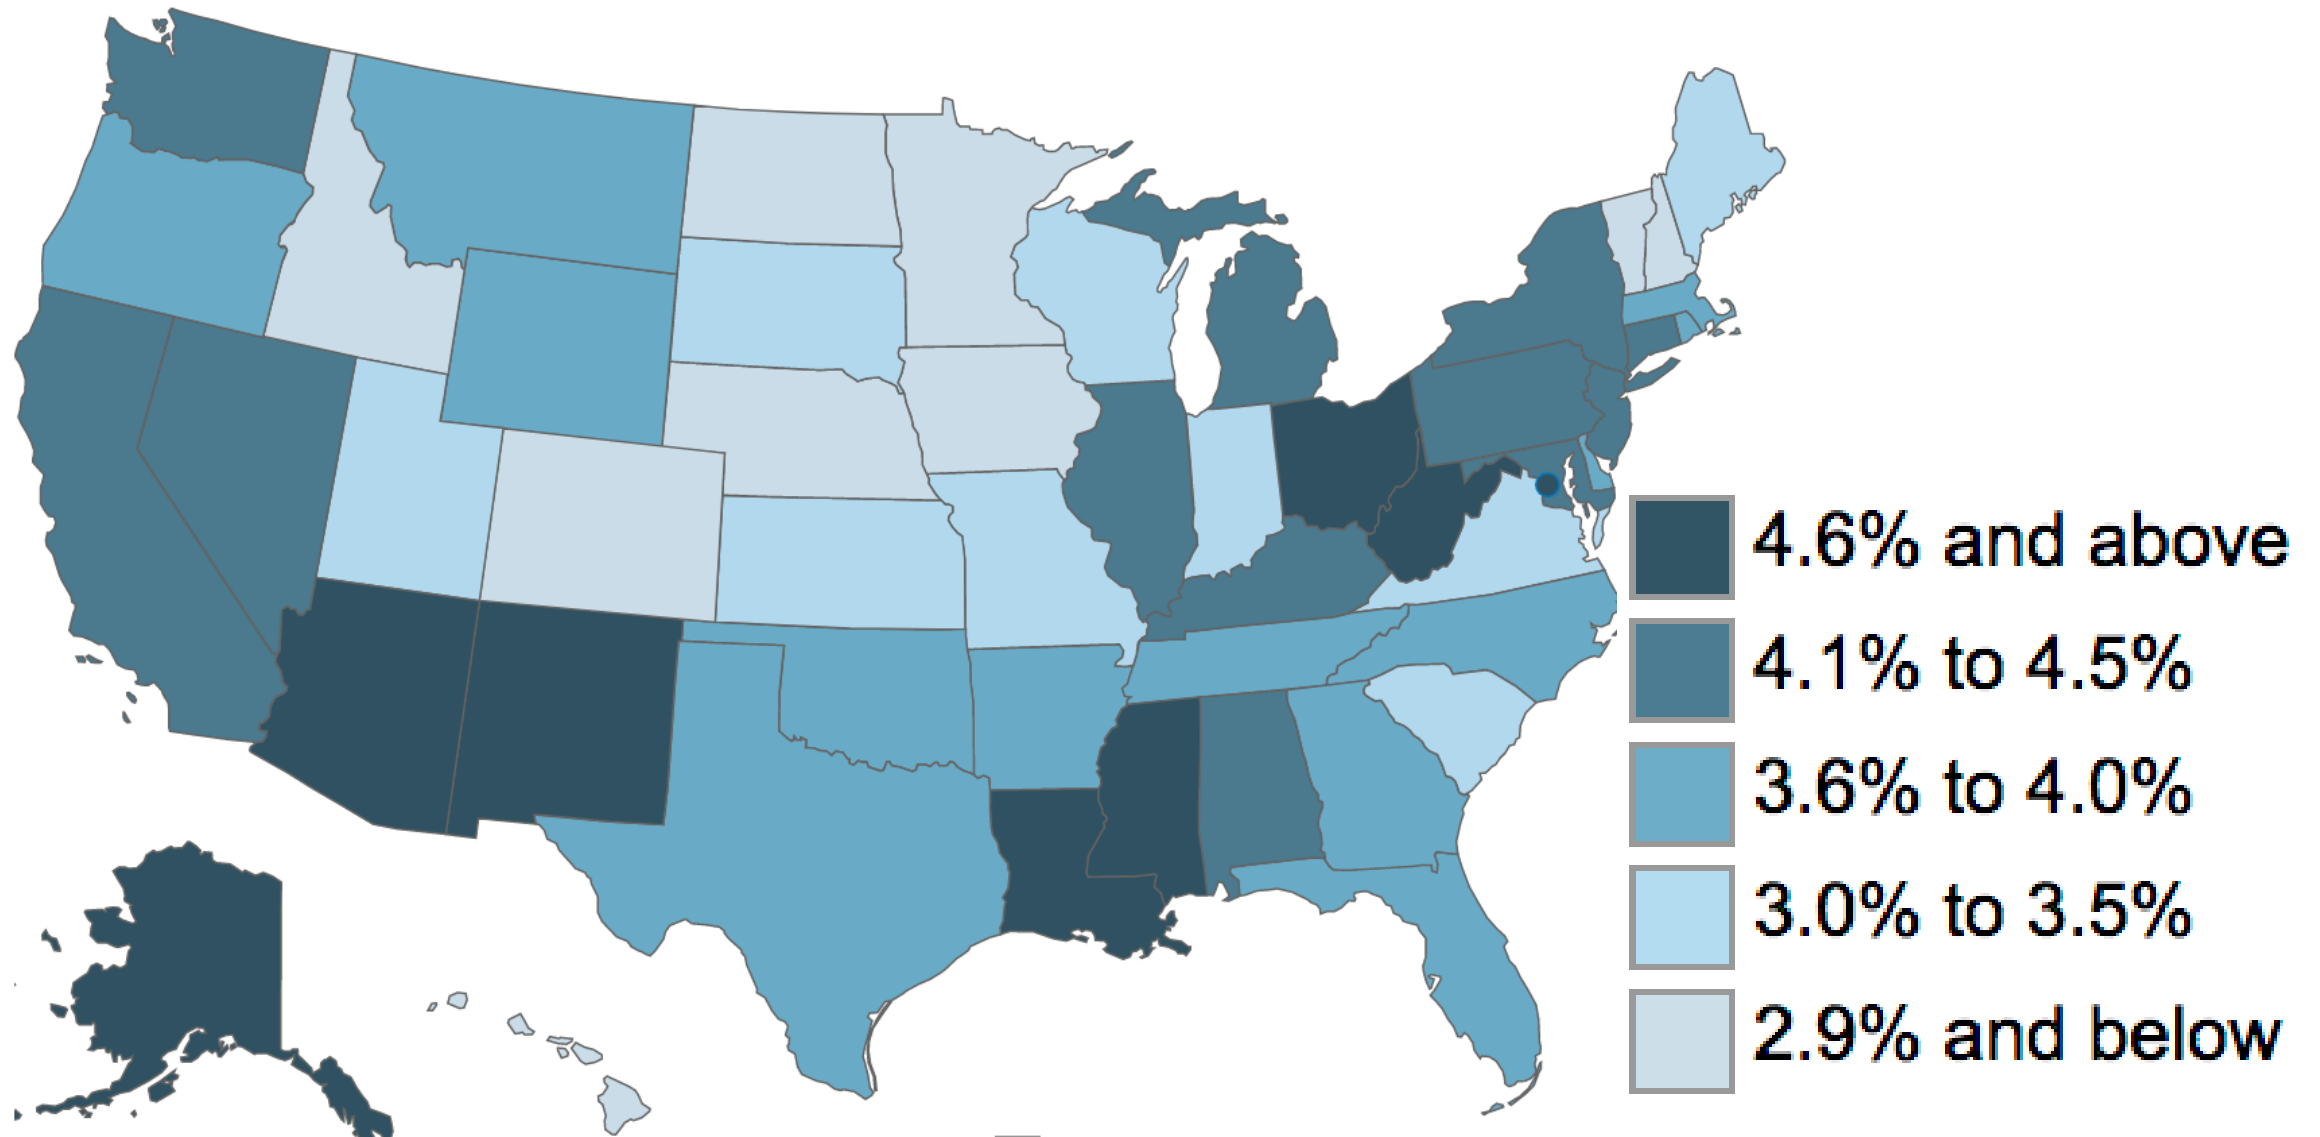 4.6% and above
4.1% to 4.5%
3.6% to 4.0%
3.0% to 3.5%
2.9% and below